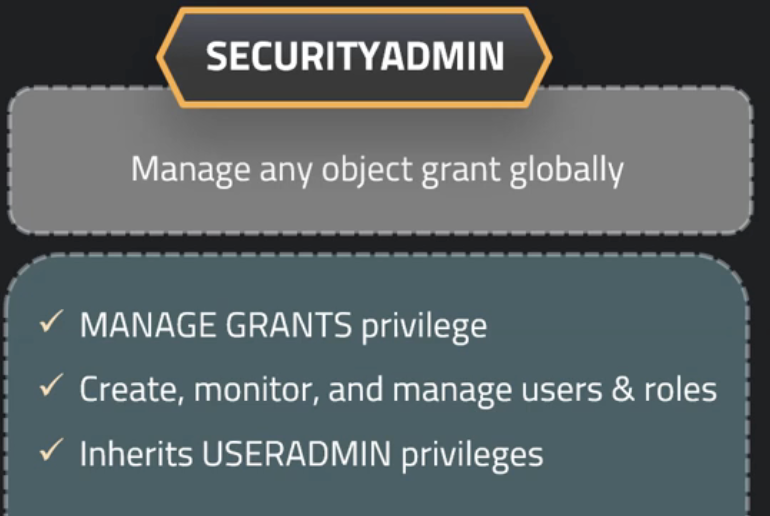 SECURITYADMIN
Manage any object grant globally
✓ MANAGE GRANTS privilege
✓ Create, monitor, and manage users & roles
✓ Inherits USERADMIN privileges